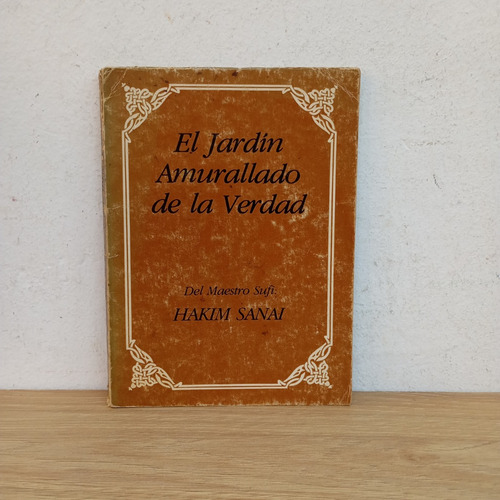 El Jardín
Amurallado
de la Verdad
Del Maestro Sufi:
HAKIM SANAI